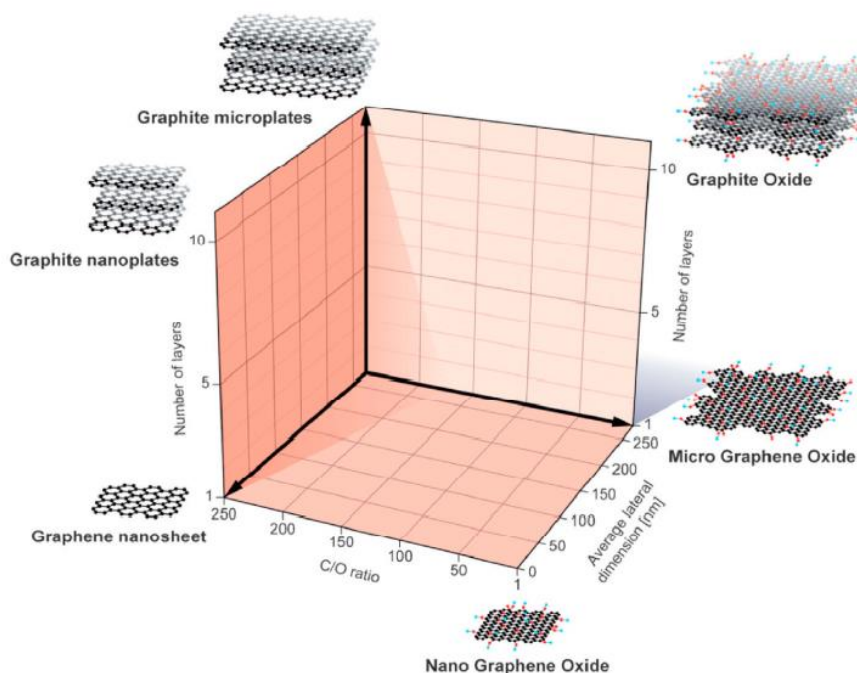 Graphite microplates
Graphite Oxide
Graphite nanoplates
10
10
Number of layers
Number of layers
5
5
1
1
Micro Graphene Oxide
Graphene nanosheet
250
200
150
100
50
1
C/O ratio
0
50
100
150
200
250
Average lateral
dimension [nm]
Nano Graphene Oxide